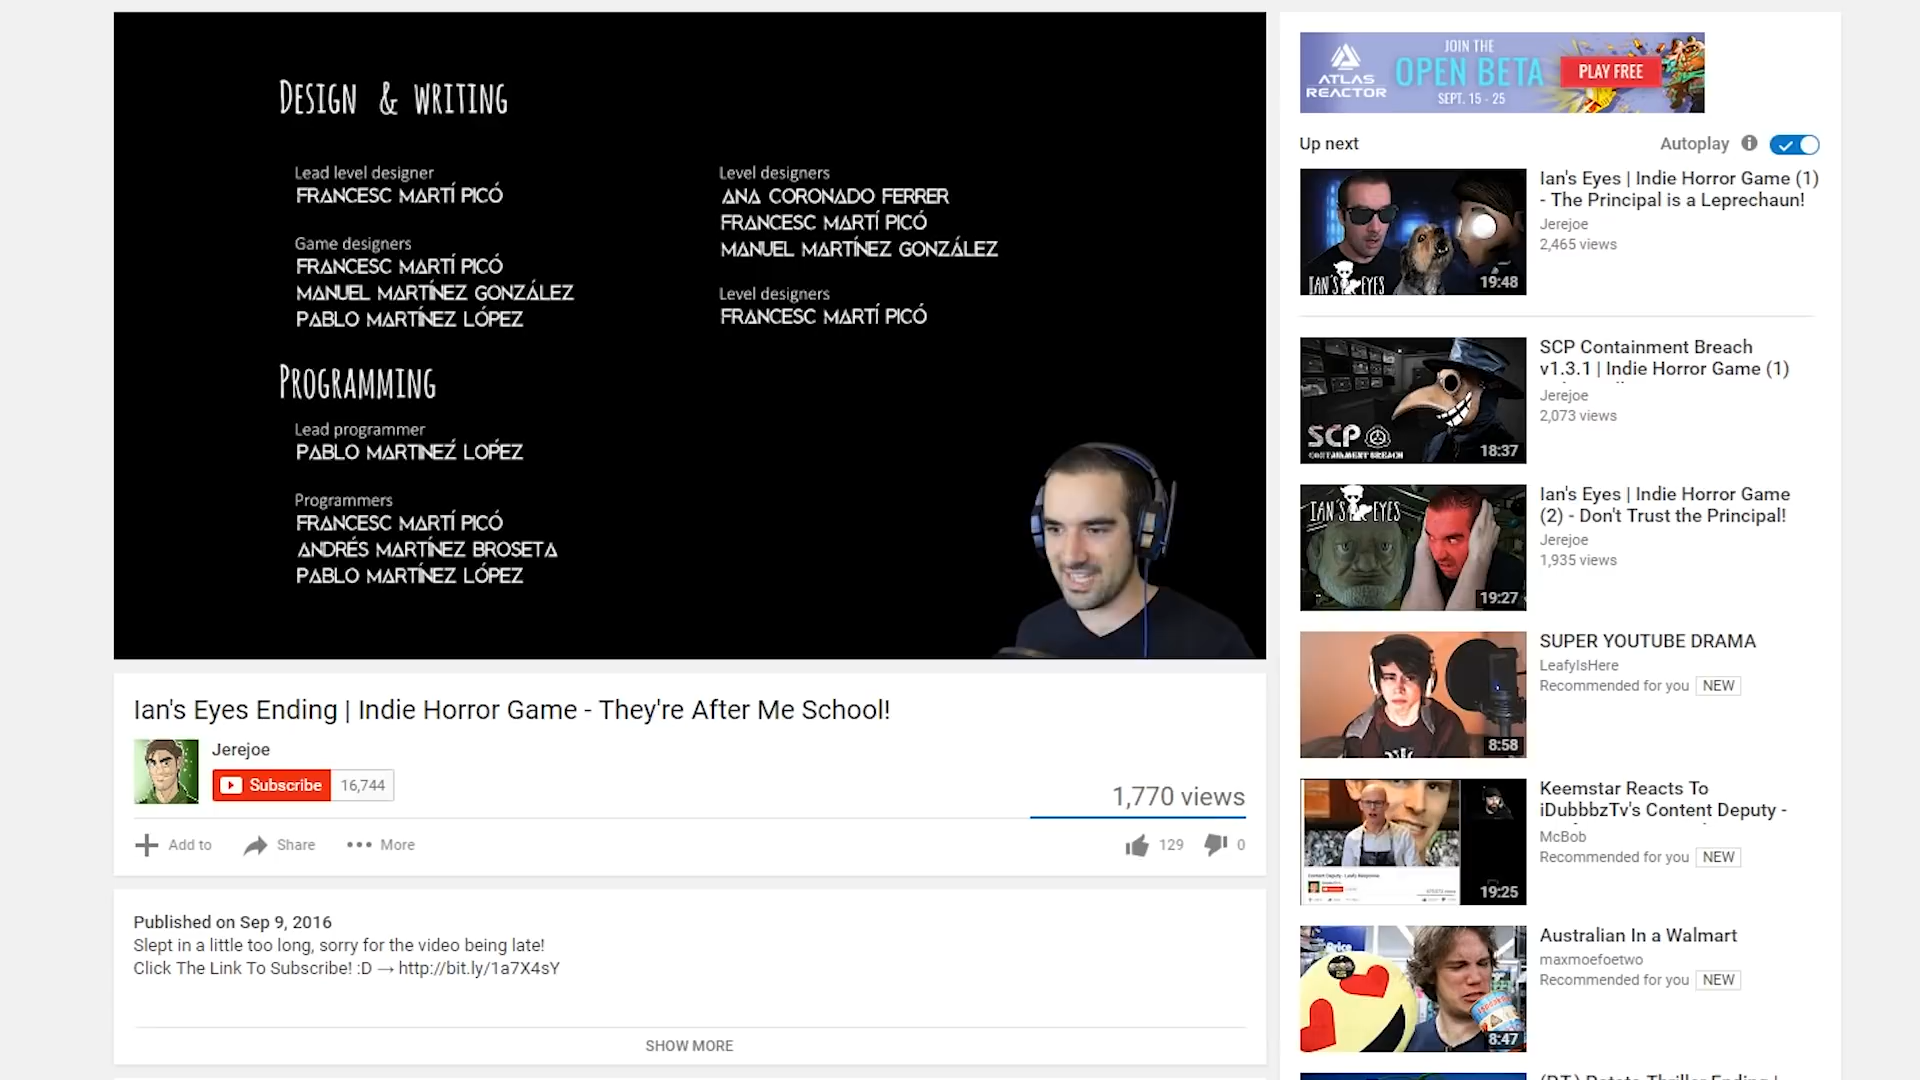 DESIGN & WRITING
Lead level designer
FRANCESC MARTÍ PICÓ
Game designers
FRANCESC MARTÍ PICÓ
MANUEL MARTÍNEZ GONZÁLEZ
PABLO MARTÍNEZ LÓPEZ
Level designers
ANA CORONADO FERRER
FRANCESC MARTÍ PICÓ
MANUEL MARTÍNEZ GONZÁLEZ
Level designers
FRANCESC MARTÍ PICÓ
PROGRAMMING
Lead programmer
PABLO MARTINEŹ LOṔEZ
Programmers
FRANCESC MARTÍ PICÓ
ANDRÉS MARTÍNEZ BROSETA
PABLO MARTÍNEZ LÓPEZ
Ian's Eyes Ending | Indie Horror Game - They're After Me School!
Jerejoe
Subscribe 16,744
1,770 views
Add to Share More
129 0
Published on Sep 9, 2016
Slept in a little too long, sorry for the video being late!
Click The Link To Subscribe! :D → http://bit.ly/1a7X4sY
SHOW MORE
ATLAS
REACTOR
JOIN THE
OPEN BETA
SEPT. 15 - 25
PLAY FREE
Up next
Autoplay
IAN'S EYES
19:48
Ian's Eyes | Indie Horror Game (1)
- The Principal is a Leprechaun!
Jerejoe
2,465 views
SCP
CONTAINMENT BREACH
18:37
SCP Containment Breach
v1.3.1 | Indie Horror Game (1)
Jerejoe
2,073 views
IAN'S EYES
19:27
Ian's Eyes | Indie Horror Game
(2) - Don't Trust the Principal!
Jerejoe
1,935 views
8:58
SUPER YOUTUBE DRAMA
LeafyIsHere
Recommended for you NEW
19:25
Keemstar Reacts To
iDubbbzTv's Content Deputy -
McBob
Recommended for you NEW
Price
8:47
Australian In a Walmart
maxmoefoetwo
Recommended for you NEW